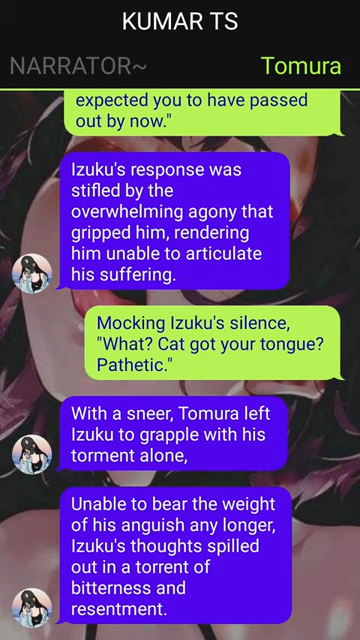 KUMAR TS
NARRATOR~ Tomura
expected you to have passed
out by now."
Izuku's response was
stifled by the
overwhelming agony that
gripped him, rendering
him unable to articulate
his suffering.
Mocking Izuku's silence,
"What? Cat got your tongue?
Pathetic."
With a sneer, Tomura left
Izuku to grapple with his
torment alone,
Unable to bear the weight
of his anguish any longer,
Izuku's thoughts spilled
out in a torrent of
bitterness and
resentment.